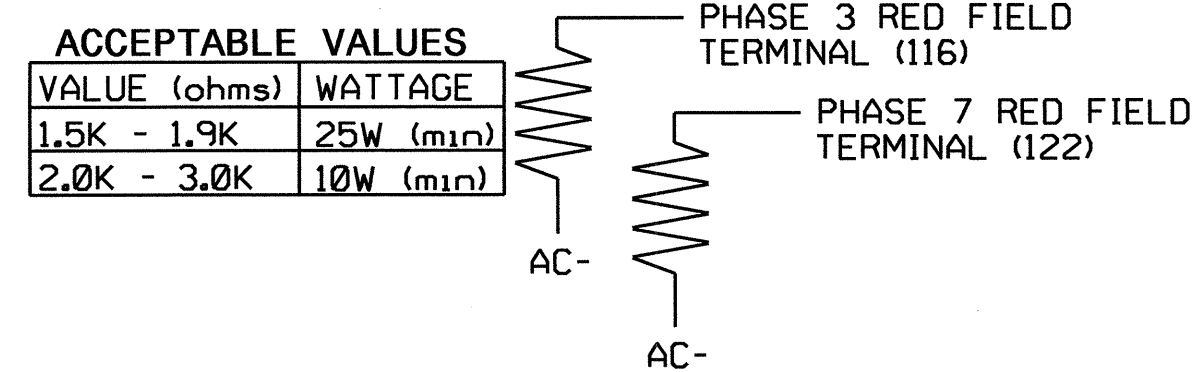 ACCEPTABLE VALUES
VALUE (ohms) WATTAGE
1.5K - 1.9K 25W (min)
2.0K - 3.0K 10W (min)
PHASE 3 RED FIELD
TERMINAL (116)
AC-
PHASE 7 RED FIELD
TERMINAL (122)
AC-